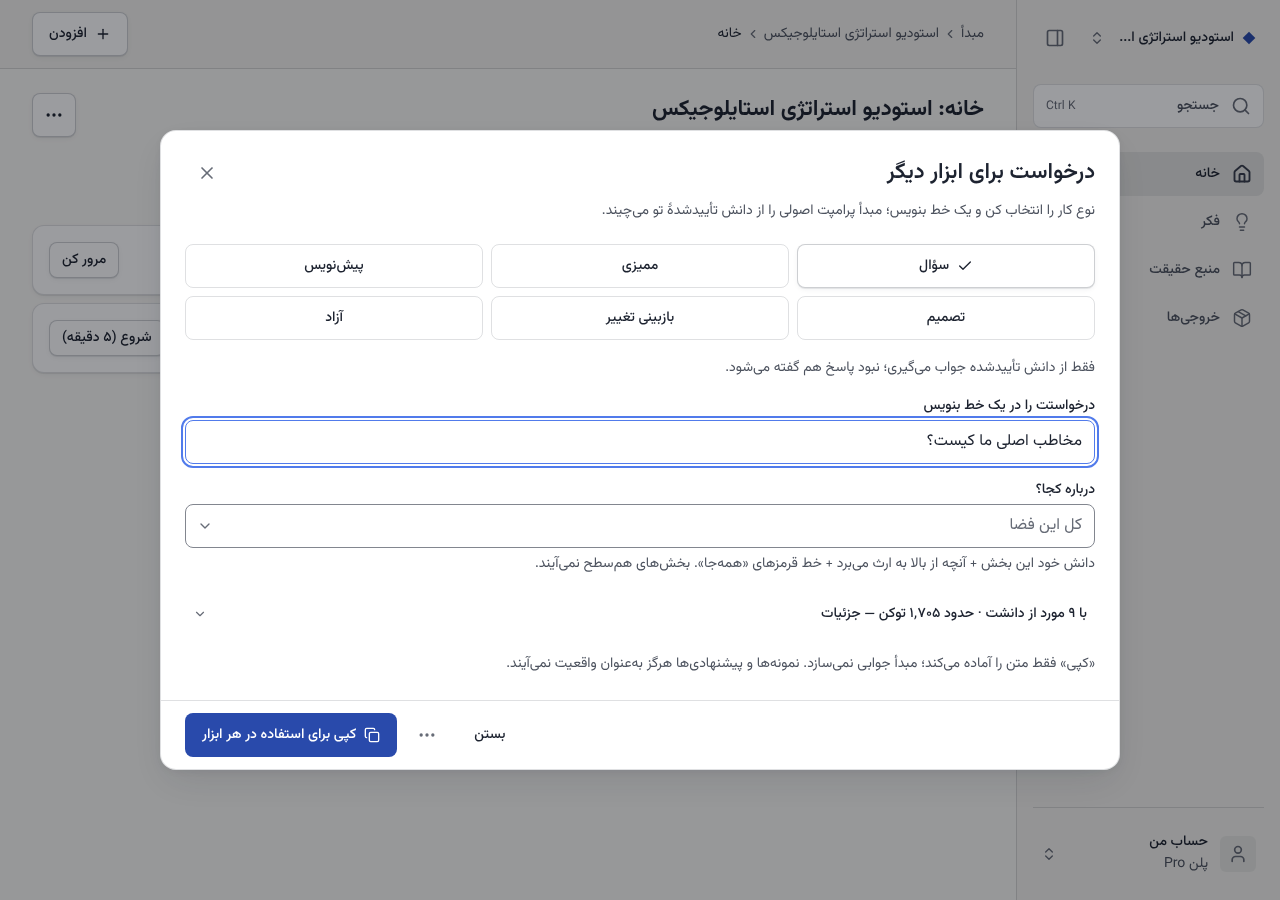 استودیو استراتژی ا...
جستجو
Ctrl K
خانه
فکر
منبع حقیقت
خروجی‌ها
حساب من
پلن Pro
مبدأ
استودیو استراتژی استایلوجیکس
خانه
افزودن
خانه: استودیو استراتژی استایلوجیکس
مرور کن
شروع (۵ دقیقه)
درخواست برای ابزار دیگر
نوع کار را انتخاب کن و یک خط بنویس؛ مبدأ پرامپت اصولی را از دانش تأییدشدهٔ تو می‌چیند.
سؤال
ممیزی
پیش‌نویس
تصمیم
بازبینی تغییر
آزاد
فقط از دانش تأییدشده جواب می‌گیری؛ نبود پاسخ هم گفته می‌شود.
درخواستت را در یک خط بنویس
مخاطب اصلی ما کیست؟
درباره کجا؟
کل این فضا
دانش خود این بخش + آنچه از بالا به ارث می‌برد + خط قرمزهای «همه‌جا». بخش‌های هم‌سطح نمی‌آیند.
با ۹ مورد از دانشت · حدود ۱٬۷۰۵ توکن — جزئیات
«کپی» فقط متن را آماده می‌کند؛ مبدأ جوابی نمی‌سازد. نمونه‌ها و پیشنهادی‌ها هرگز به‌عنوان واقعیت نمی‌آیند.
بستن
کپی برای استفاده در هر ابزار